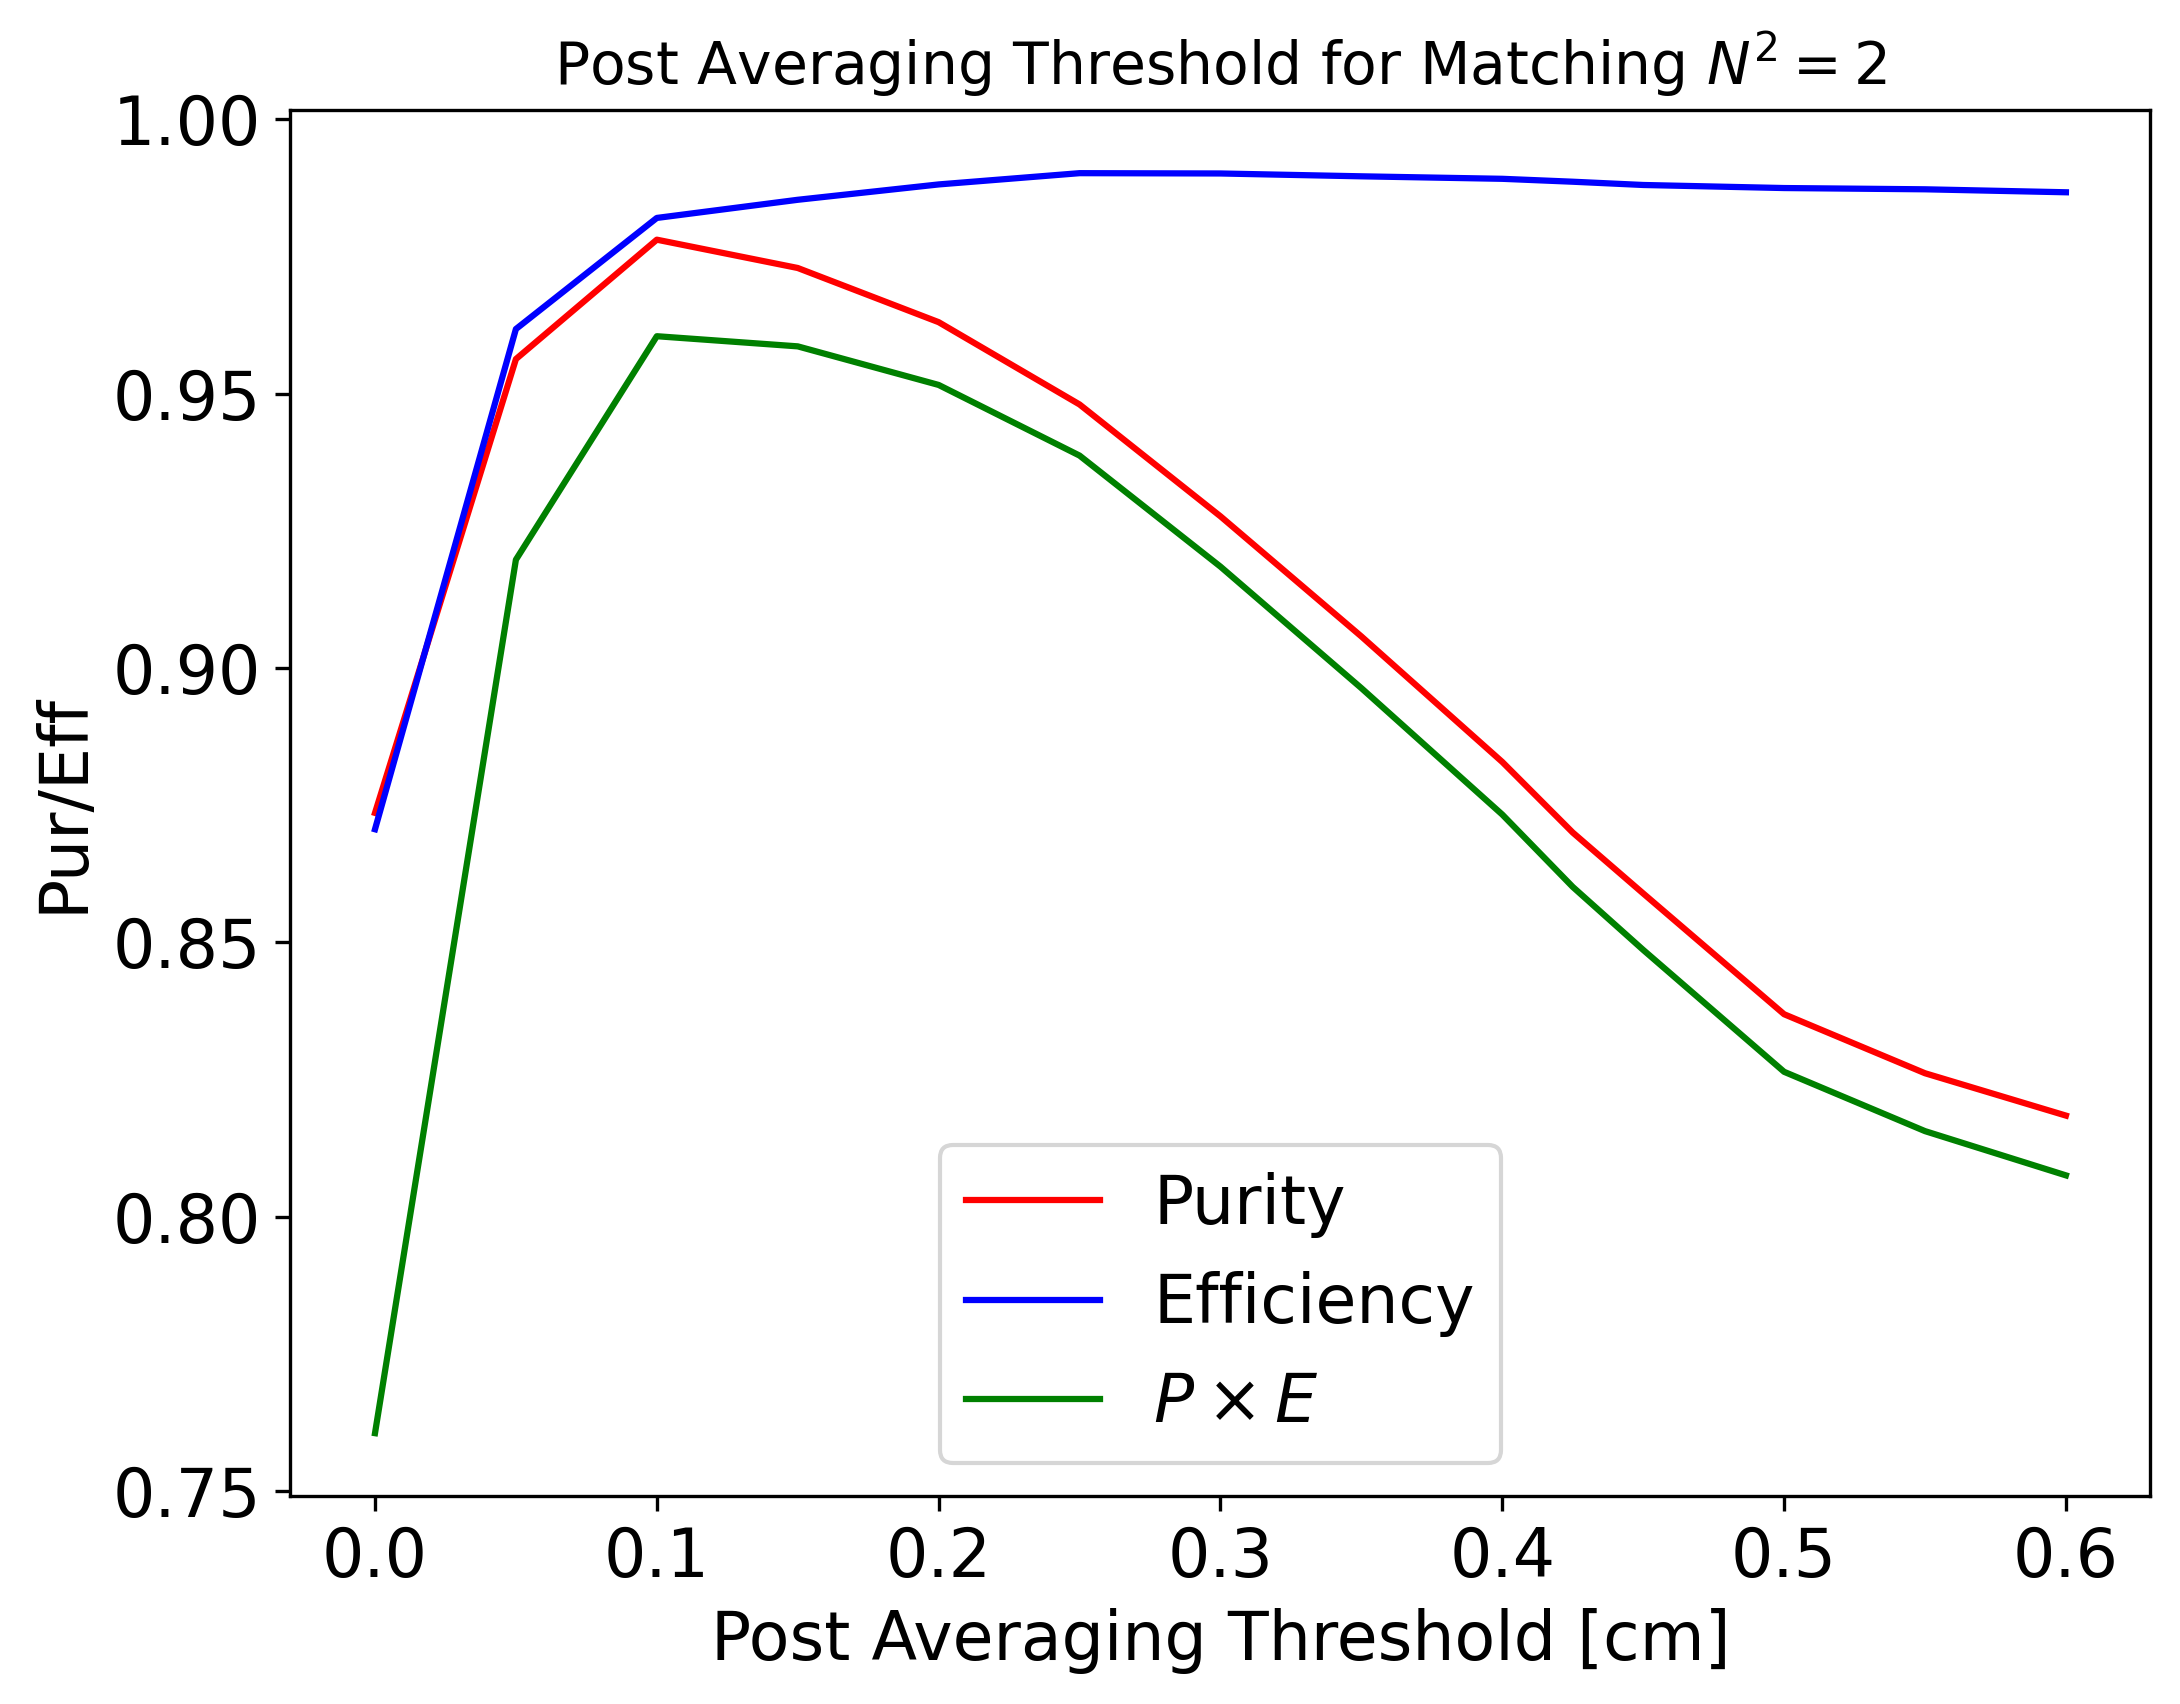 Post Averaging Threshold for Matching $N^2 = 2$
Pur/Eff
1.00
0.95
0.90
0.85
0.80
0.75
Purity
Efficiency
$P \times E$
0.0 0.1 0.2 0.3 0.4 0.5 0.6
Post Averaging Threshold [cm]